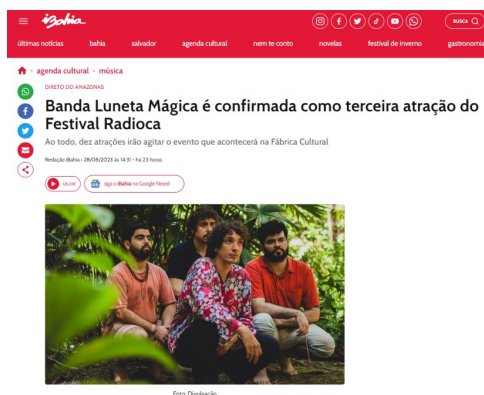 iBahia
BUSCA
últimas notícias bahia salvador agenda cultural nem te conto novelas festival de inverno gastronomia
agenda cultural • música
DIRETO DO AMAZONAS
Banda Luneta Mágica é confirmada como terceira atração do
Festival Radioca
Ao todo, dez atrações irão agitar o evento que acontecerá na Fábrica Cultural
Redação iBahia • 28/08/2023 às 14:31 • há 23 horas
OUVIR siga o iBahia no Google News!
Foto: Divulgação